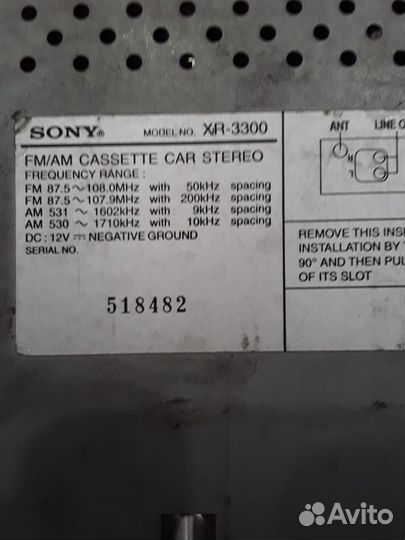 SONY® MODEL NO. XR-3300
FM/AM CASSETTE CAR STEREO
FREQUENCY RANGE :
FM 87.5~108.0MHz with 50kHz spacing
FM 87.5~107.9MHz with 200kHz spacing
AM 531 ~ 1602kHz with 9kHz spacing
AM 530 ~ 1710kHz with 10kHz spacing
DC : 12V ⎓ NEGATIVE GROUND
SERIAL NO.
518482
ANT LINE
REMOVE THIS
INSTALLATION BY
90° AND THEN
OF ITS SLOT
Avito